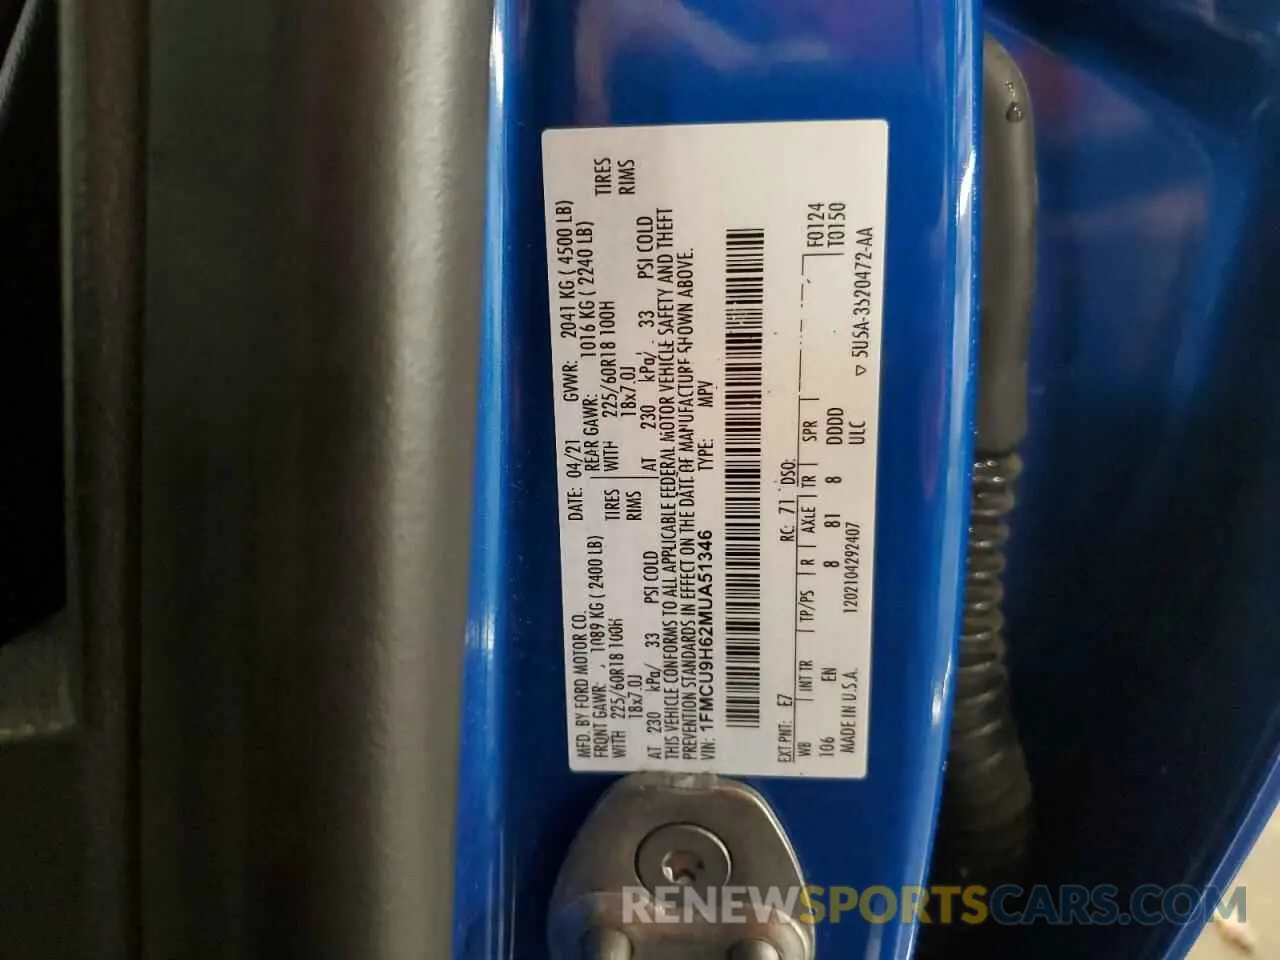 MFD. BY FORD MOTOR CO.
DATE: 04/21 GVWR: 2041 KG ( 4500 LB)
FRONT GAWR: 1089 KG ( 2400 LB) REAR GAWR: 1016 KG ( 2240 LB)
WITH 225/60R18 100H TIRES WITH 225/60R18 100H TIRES
18x7.0J RIMS 18x7.0J RIMS
AT 230 kPa/ 33 PSI COLD AT 230 kPa/ 33 PSI COLD
THIS VEHICLE CONFORMS TO ALL APPLICABLE FEDERAL MOTOR VEHICLE SAFETY AND THEFT
PREVENTION STANDARDS IN EFFECT ON THE DATE OF MANUFACTURE SHOWN ABOVE.
VIN: 1FMCU9H62MUA51346 TYPE: MPV
EXT PNT: E7 RC: 71 DSO:
WB INT TR TP/PS R AXLE TR SPR F0124
106 EN 8 81 8 DDDD T0150
MADE IN U.S.A. 1202104292407 ULC ▽ 5USA-3520472-AA
RENEWSPORTSCARS.COM